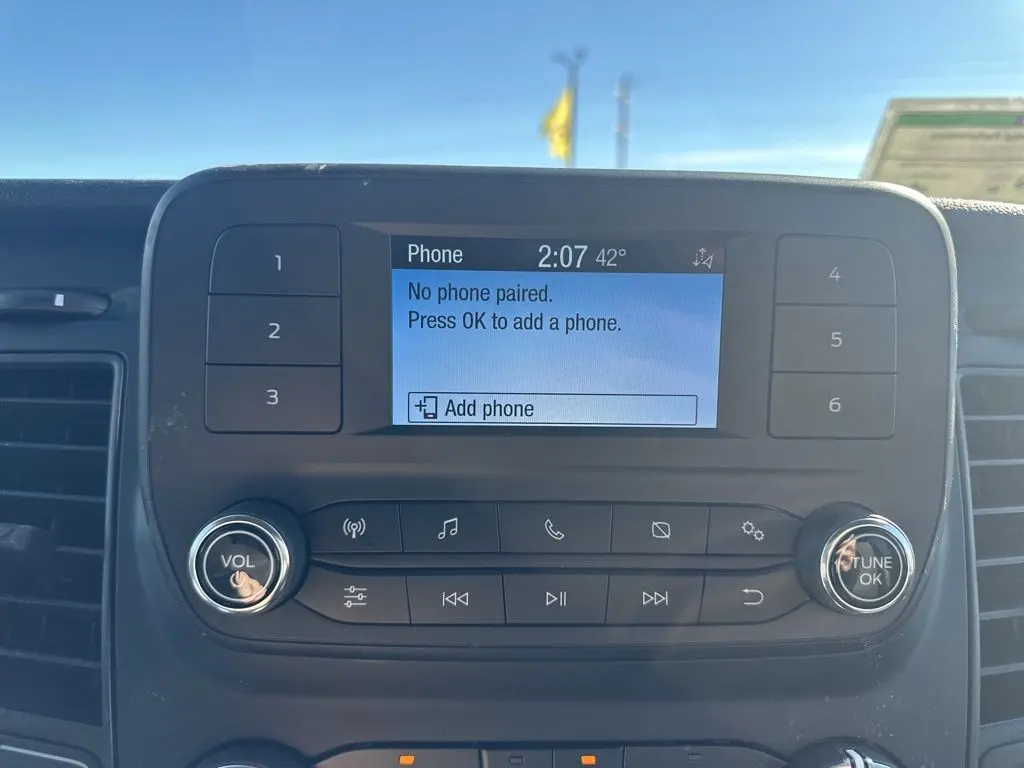 Phone 2:07 42°
No phone paired.
Press OK to add a phone.
Add phone
1
2
3
4
5
6
VOL
TUNE
OK